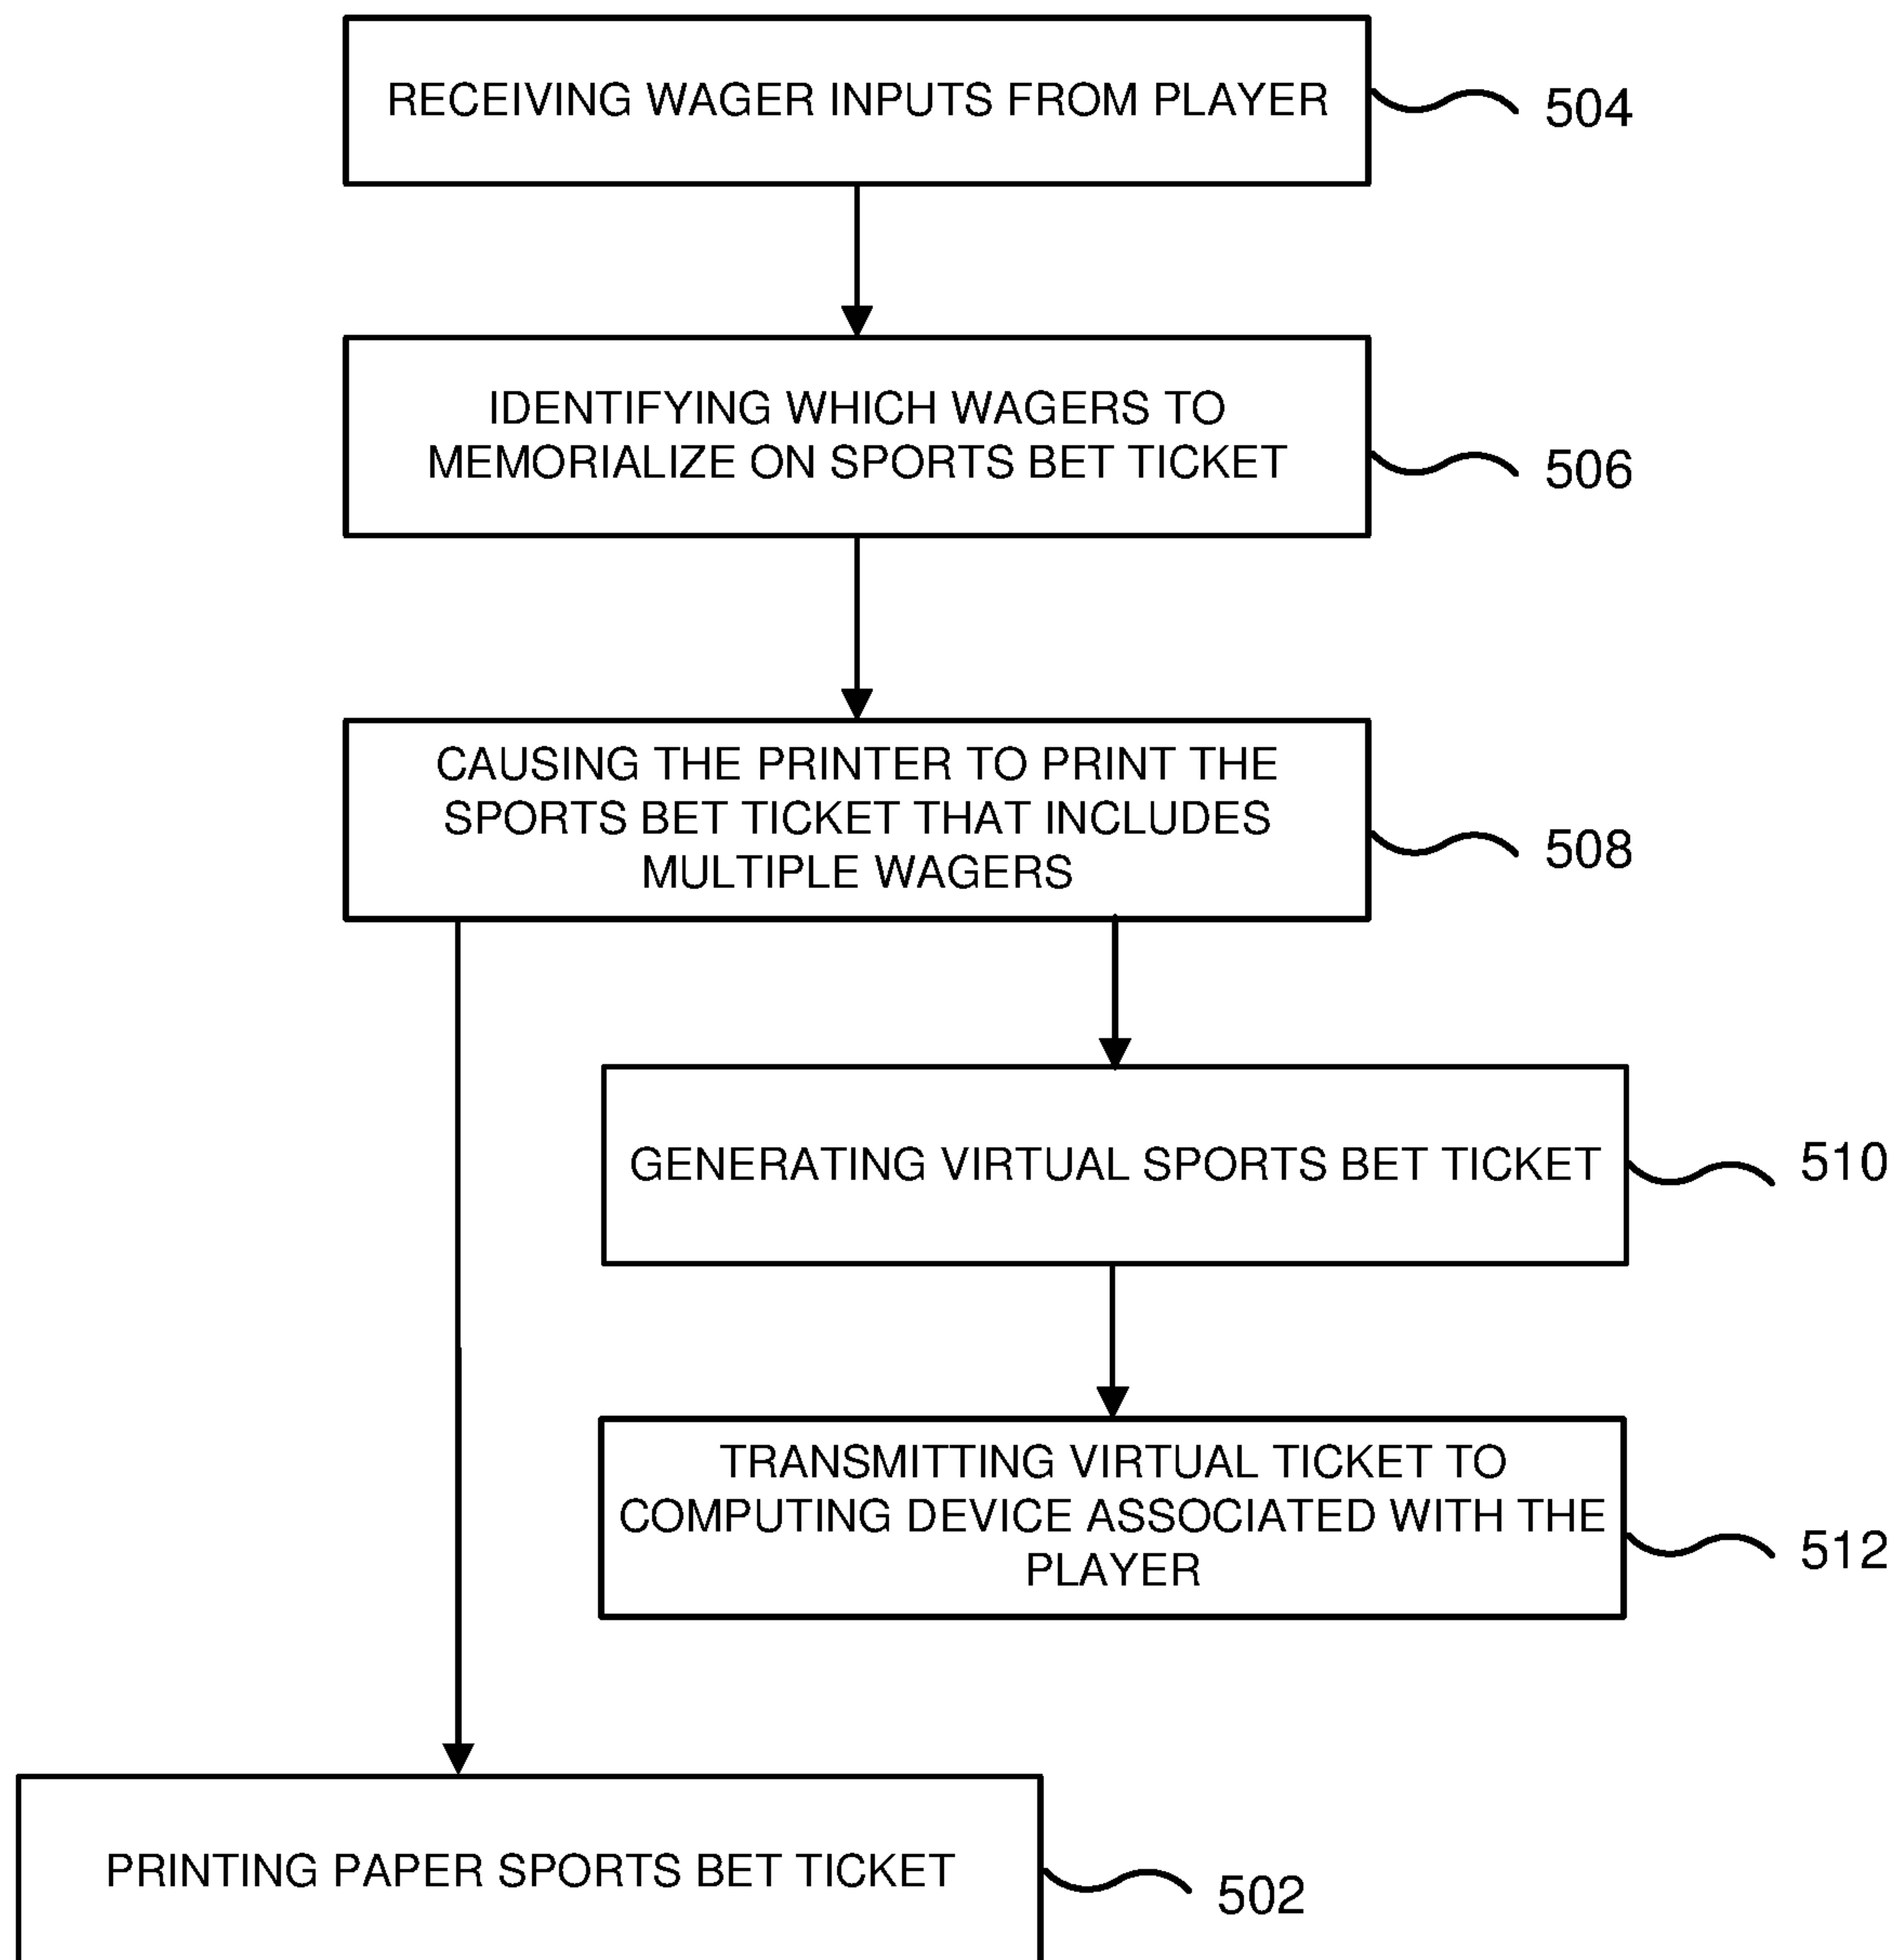 RECEIVING WAGER INPUTS FROM PLAYER
504
IDENTIFYING WHICH WAGERS TO
MEMORIALIZE ON SPORTS BET TICKET
506
CAUSING THE PRINTER TO PRINT THE
SPORTS BET TICKET THAT INCLUDES
MULTIPLE WAGERS
508
GENERATING VIRTUAL SPORTS BET TICKET
510
TRANSMITTING VIRTUAL TICKET TO
COMPUTING DEVICE ASSOCIATED WITH THE
PLAYER
512
PRINTING PAPER SPORTS BET TICKET
502